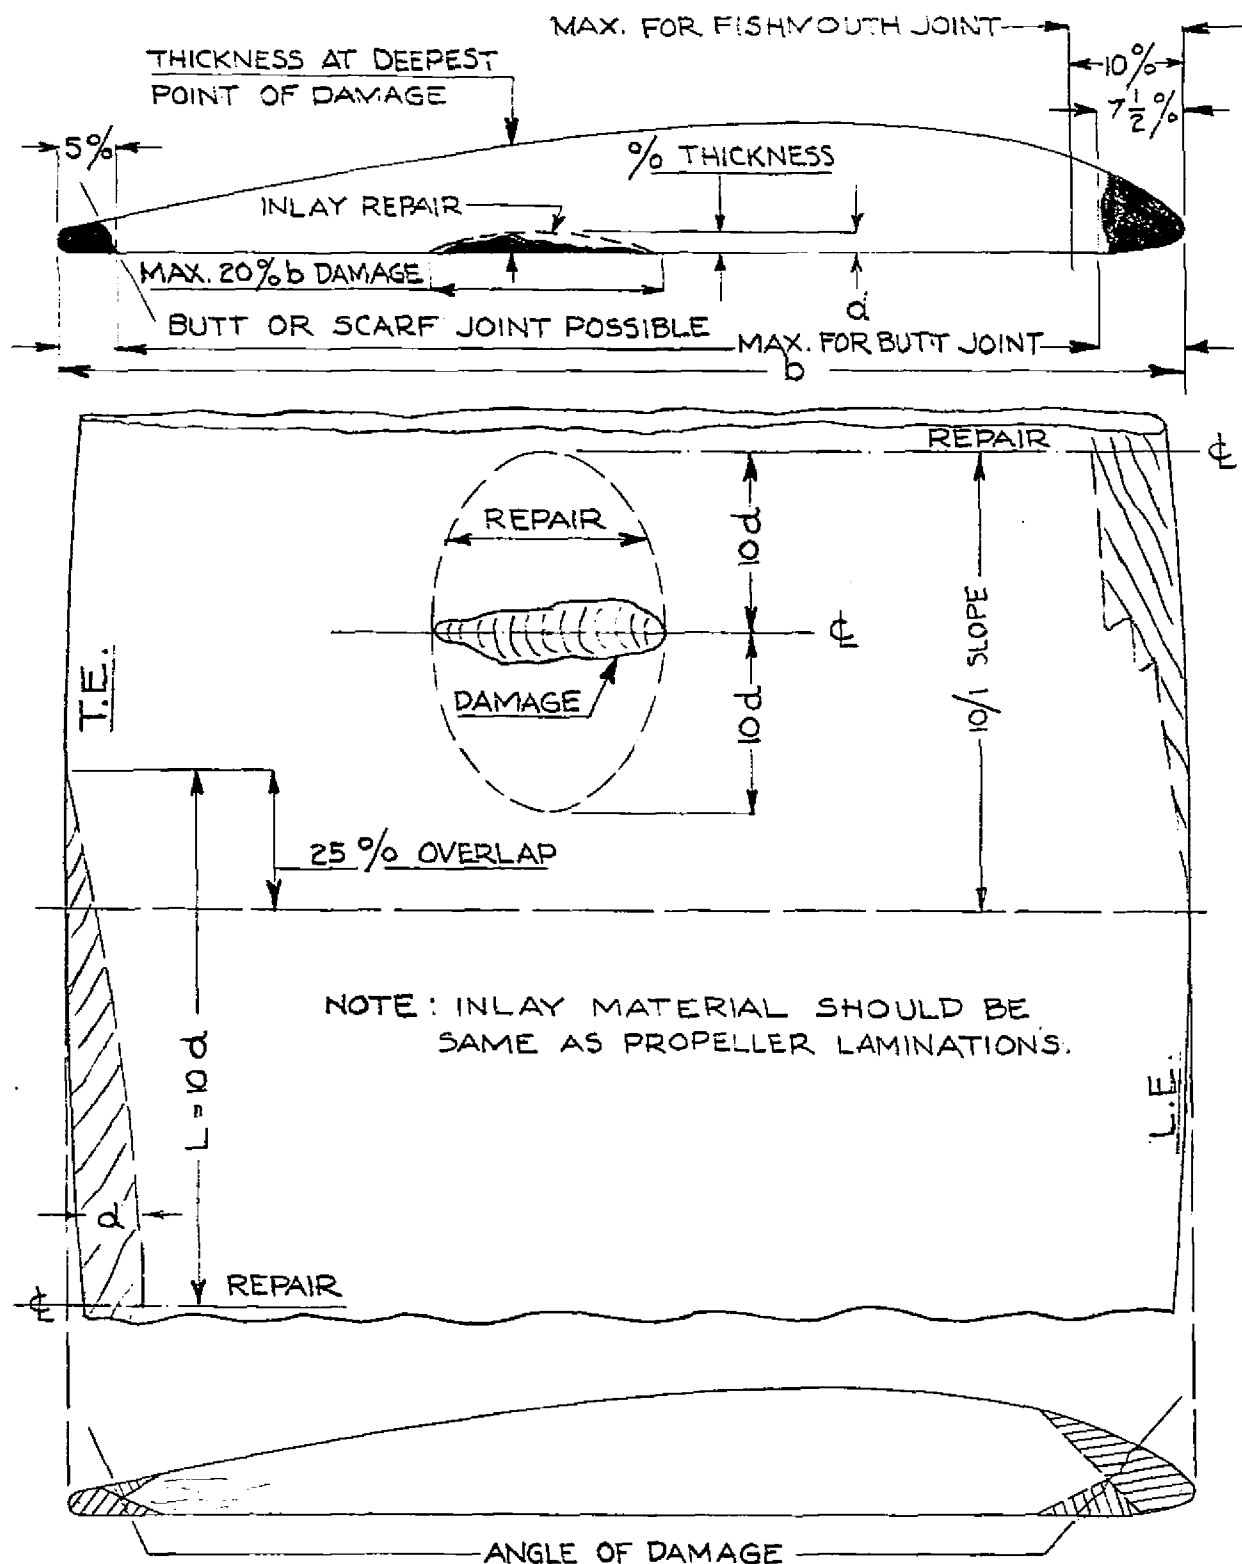 MAX. FOR FISHMOUTH JOINT
THICKNESS AT DEEPEST
POINT OF DAMAGE
10%
7 1/2%
5%
% THICKNESS
INLAY REPAIR
MAX. 20% b DAMAGE
d
BUTT OR SCARF JOINT POSSIBLE
MAX. FOR BUTT JOINT
b
REPAIR
℄
REPAIR
10d
10/1 SLOPE
℄
T.E.
DAMAGE
10d
25% OVERLAP
NOTE: INLAY MATERIAL SHOULD BE
SAME AS PROPELLER LAMINATIONS.
L = 10d
L.E.
d
REPAIR
℄
ANGLE OF DAMAGE